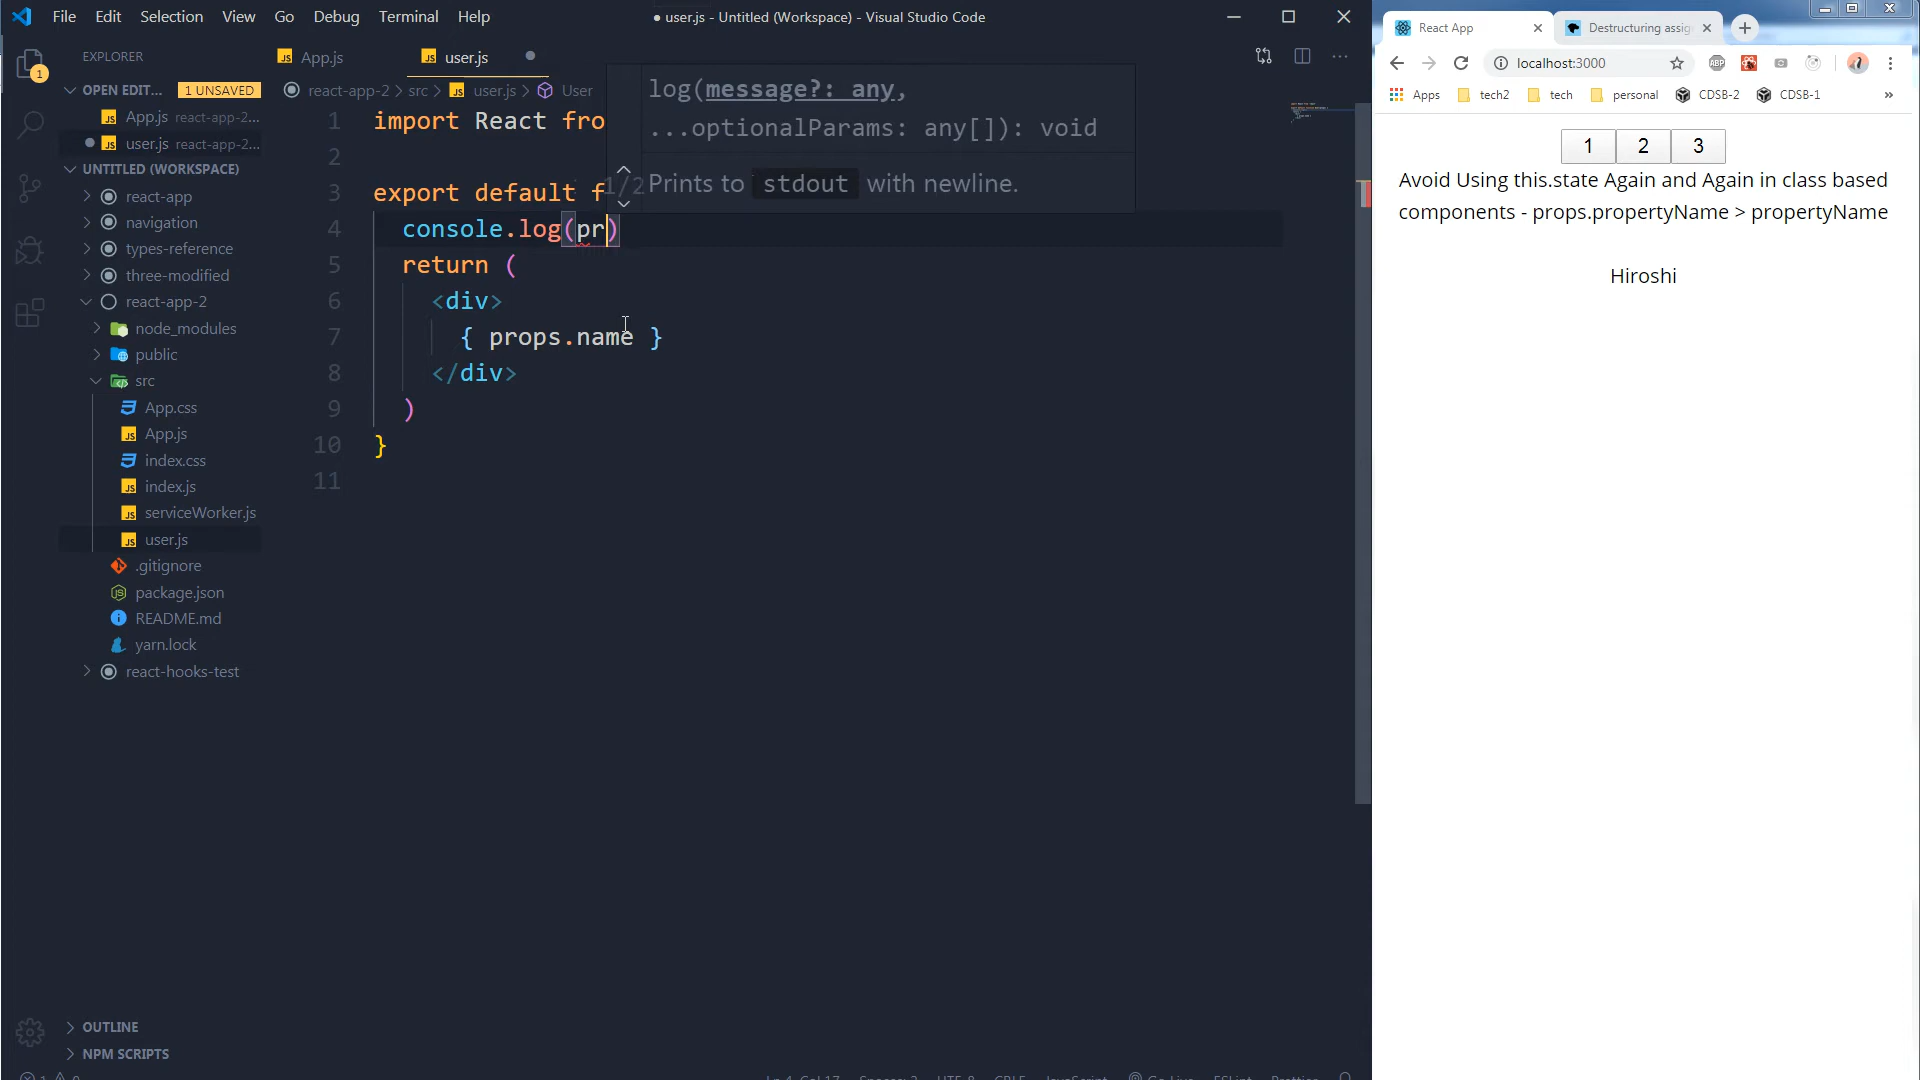 File Edit Selection View Go Debug Terminal Help
● user.js - Untitled (Workspace) - Visual Studio Code
EXPLORER
OPEN EDIT... 1 UNSAVED
App.js react-app-2...
user.js react-app-2...
UNTITLED (WORKSPACE)
react-app
navigation
types-reference
three-modified
react-app-2
node_modules
public
src
App.css
App.js
index.css
index.js
serviceWorker.js
user.js
.gitignore
package.json
README.md
yarn.lock
react-hooks-test
OUTLINE
NPM SCRIPTS
1
App.js
user.js
react-app-2 > src > user.js > User
1 import React fro
2
3 export default f
4 console.log(pr)
5 return (
6 <div>
7 { props.name }
8 </div>
9 )
10 }
11
log(message?: any,
...optionalParams: any[]): void
1/2 Prints to stdout with newline.
React App
Destructuring assig
localhost:3000
ABP
Apps tech2 tech personal CDSB-2 CDSB-1 »
1 2 3
Avoid Using this.state Again and Again in class based
components - props.propertyName > propertyName
Hiroshi